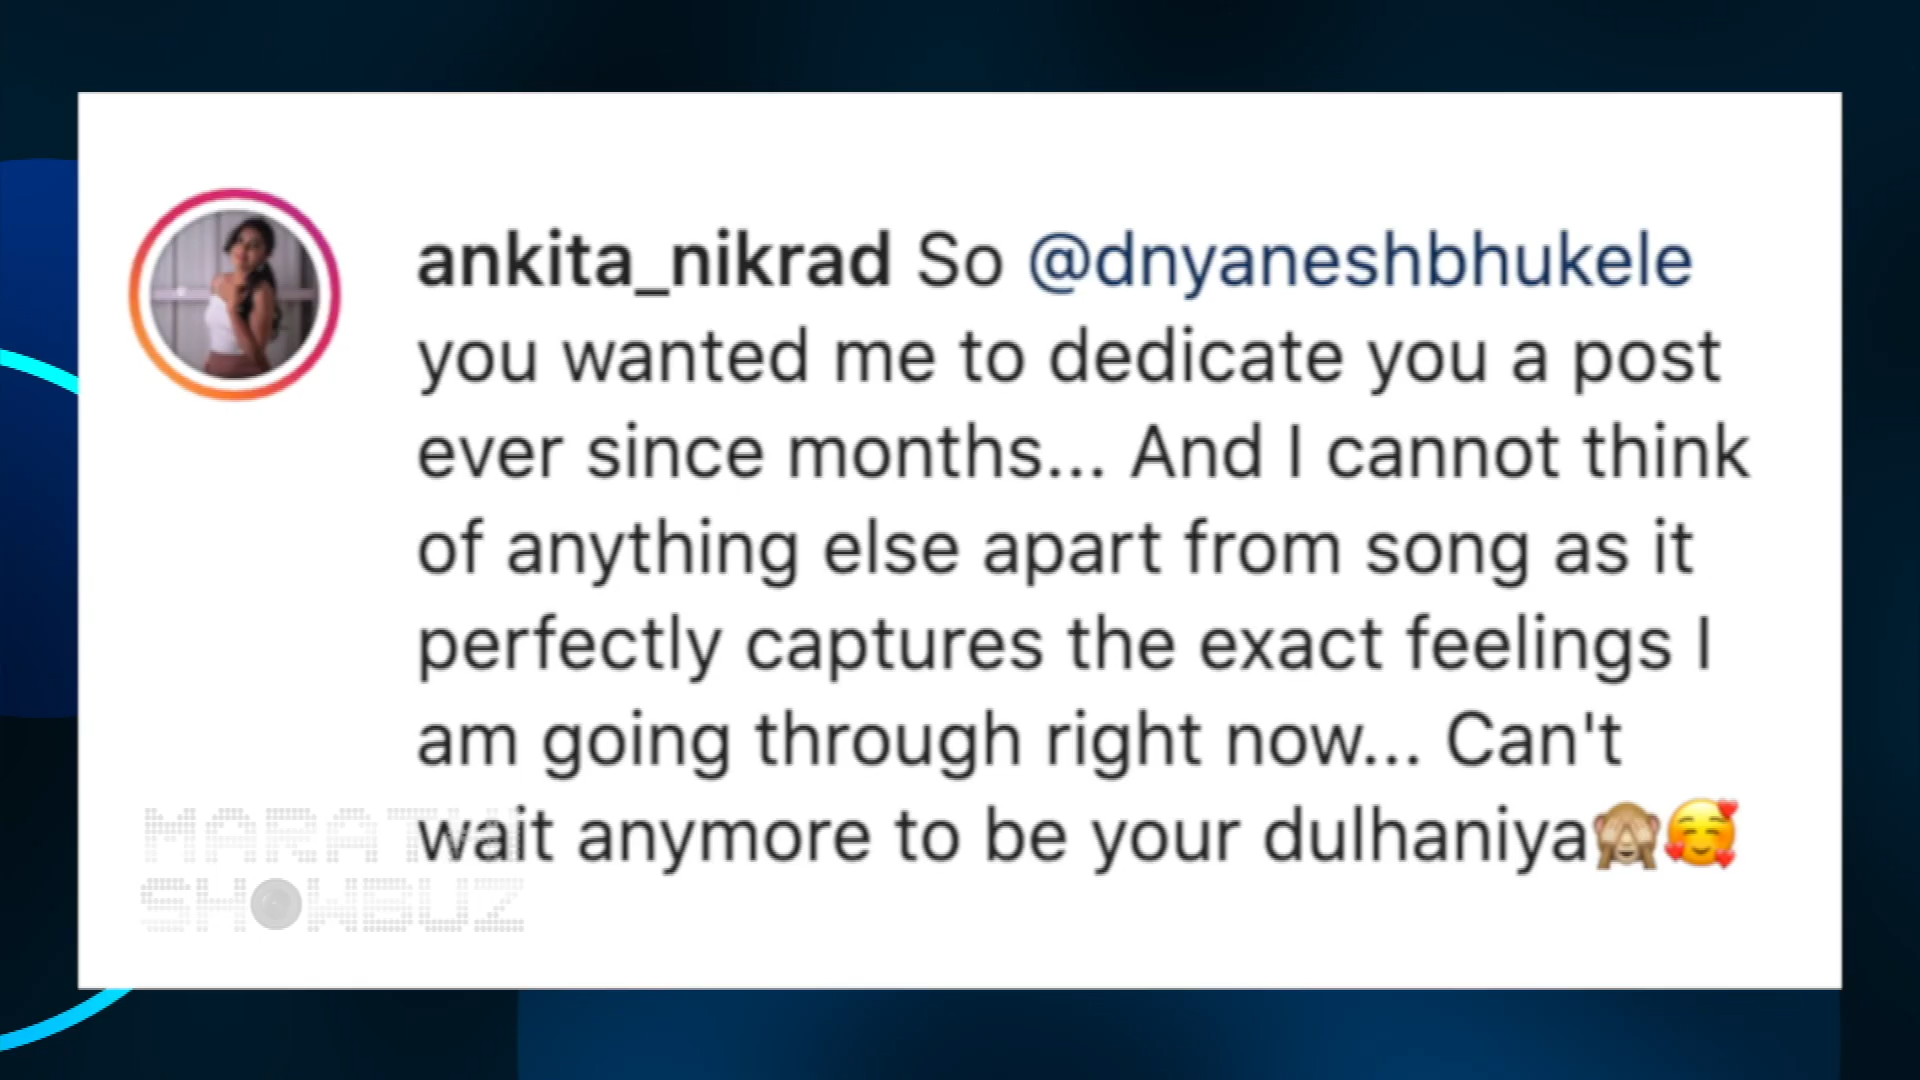 ankita_nikrad So @dnyaneshbhukele
you wanted me to dedicate you a post
ever since months... And I cannot think
of anything else apart from song as it
perfectly captures the exact feelings I
am going through right now... Can't
wait anymore to be your dulhaniya🙈🥰
MARATHI
SHOWBUZ